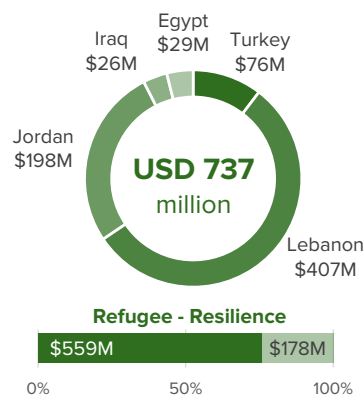 Egypt
$29M
Iraq
$26M
Turkey
$76M
Jordan
$198M
USD 737
million
Lebanon
$407M
Refugee - Resilience
$559M $178M
0% 50% 100%